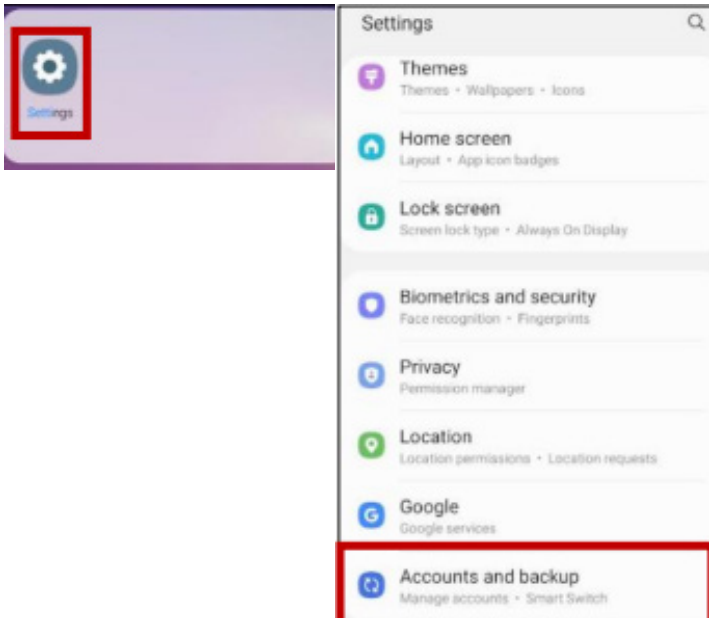 Settings
Settings
Themes
Themes • Wallpapers • Icons
Home screen
Layout • App icon badges
Lock screen
Screen lock type • Always On Display
Biometrics and security
Face recognition • Fingerprints
Privacy
Permission manager
Location
Location permissions • Location requests
Google
Google services
Accounts and backup
Manage accounts • Smart Switch